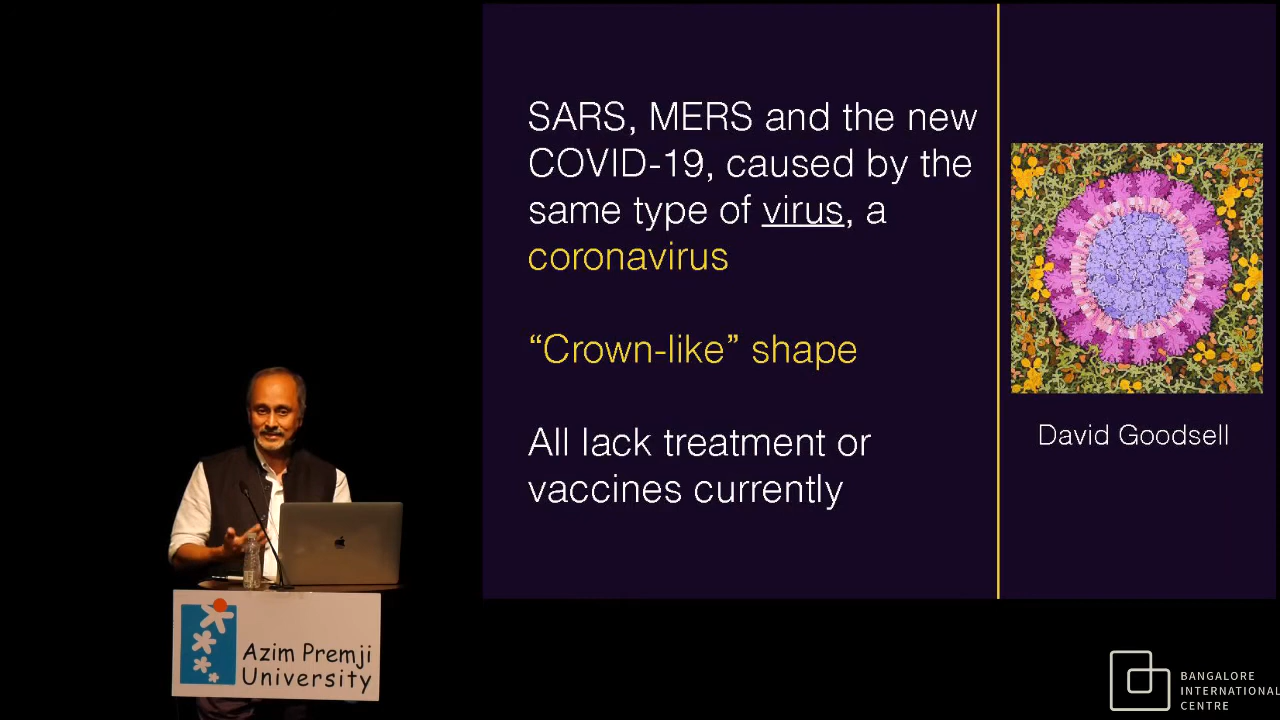 SARS, MERS and the new
COVID-19, caused by the
same type of virus, a
coronavirus
“Crown-like” shape
All lack treatment or
vaccines currently
David Goodsell
Azim Premji
University
BANGALORE
INTERNATIONAL
CENTRE